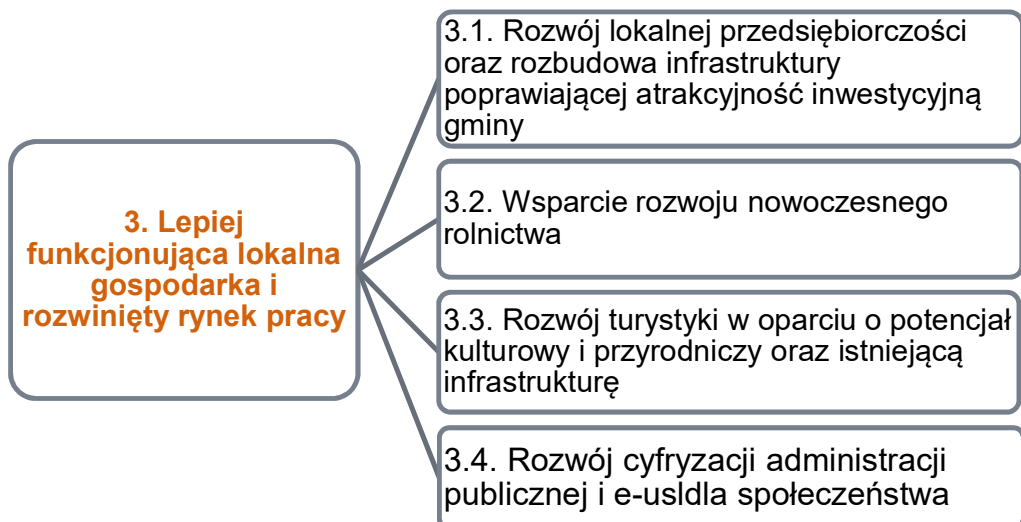 3. Lepiej
funkcjonująca lokalna
gospodarka i
rozwinięty rynek pracy
3.1. Rozwój lokalnej przedsiębiorczości
oraz rozbudowa infrastruktury
poprawiającej atrakcyjność inwestycyjną
gminy
3.2. Wsparcie rozwoju nowoczesnego
rolnictwa
3.3. Rozwój turystyki w oparciu o potencjał
kulturowy i przyrodniczy oraz istniejącą
infrastrukturę
3.4. Rozwój cyfryzacji administracji
publicznej i e-usldla społeczeństwa